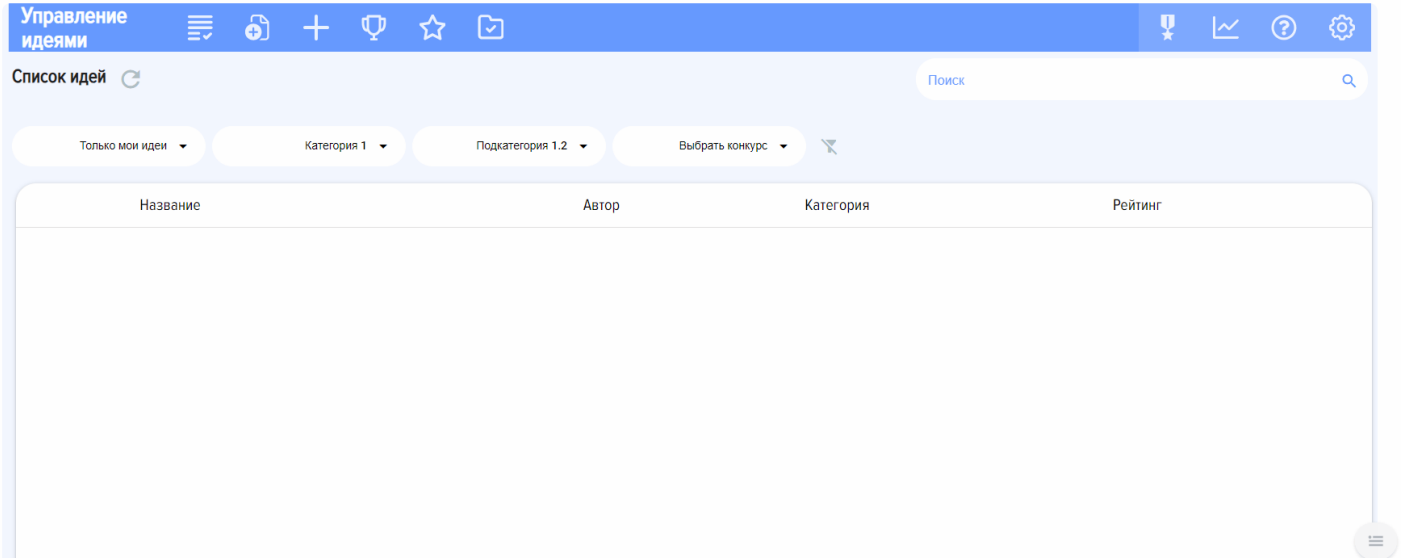 Управление
идеями
Список идей
Поиск
Только мои идеи
Категория 1
Подкатегория 1.2
Выбрать конкурс
Название Автор Категория Рейтинг